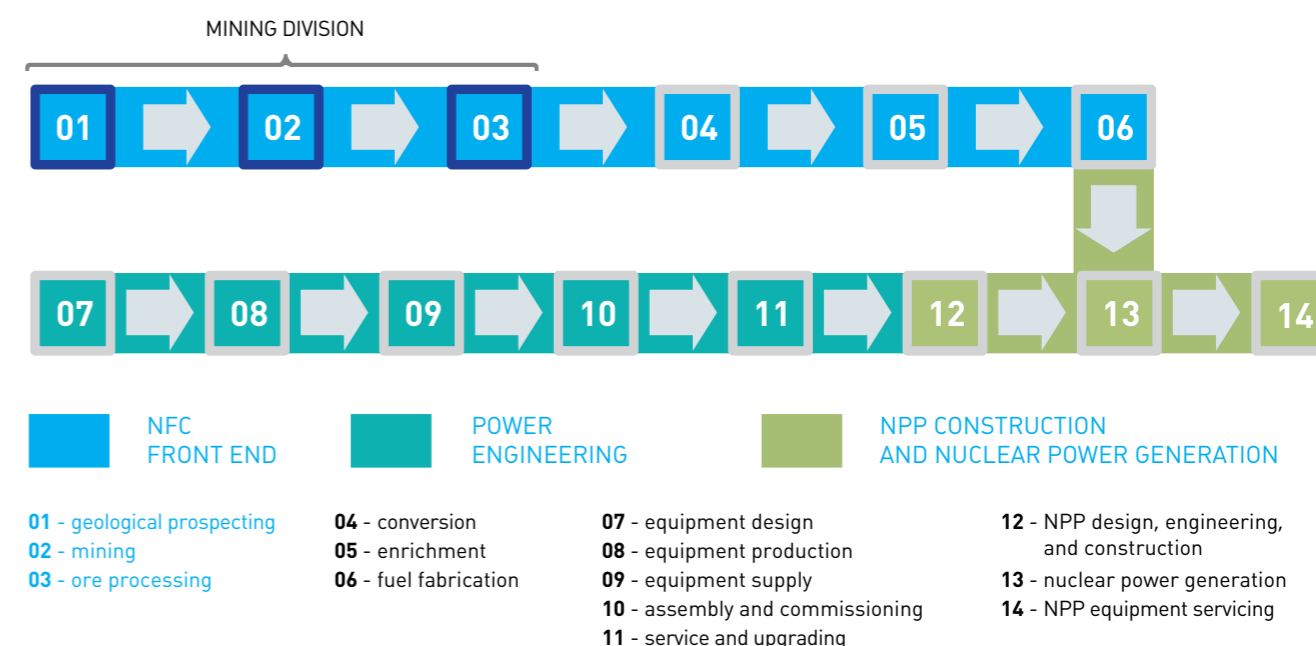 MINING DIVISION
01
02
03
04
05
06
07
08
09
10
11
12
13
14
NFC
FRONT END
POWER
ENGINEERING
NPP CONSTRUCTION
AND NUCLEAR POWER GENERATION
01 - geological prospecting
02 - mining
03 - ore processing
04 - conversion
05 - enrichment
06 - fuel fabrication
07 - equipment design
08 - equipment production
09 - equipment supply
10 - assembly and commissioning
11 - service and upgrading
12 - NPP design, engineering,
and construction
13 - nuclear power generation
14 - NPP equipment servicing